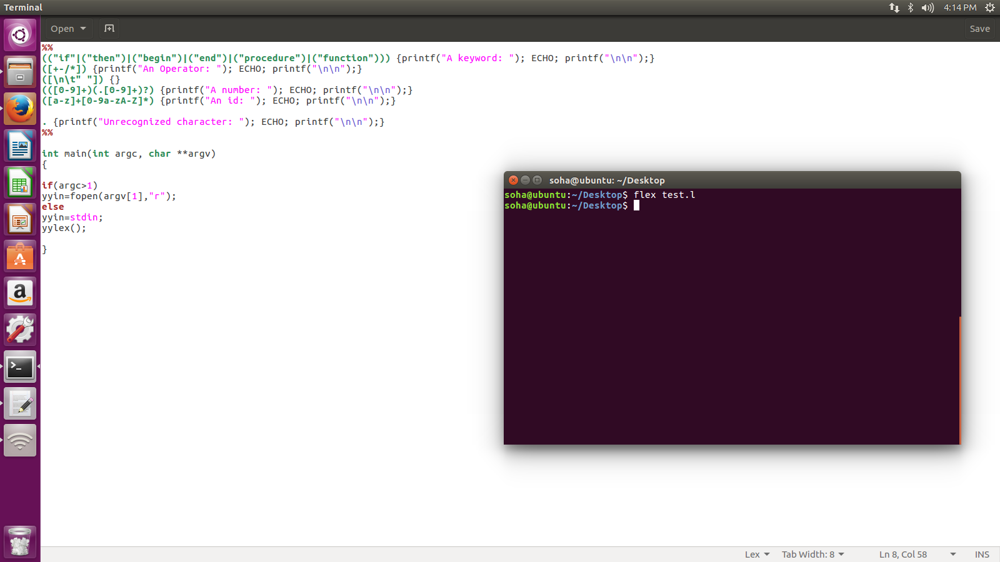 Terminal
4:14 PM
Open
Save
%%
(("if"|("then")|("begin")|("end")|("procedure")|("function"))) {printf("A keyword: "); ECHO; printf("\n\n");}
([+-/*]) {printf("An Operator: "); ECHO; printf("\n\n");}
([\n\t" "]) {}
(([0-9]+)(.[0-9]+)?) {printf("A number: "); ECHO; printf("\n\n");}
([a-z]+[0-9a-zA-Z]*) {printf("An id: "); ECHO; printf("\n\n");}
. {printf("Unrecognized character: "); ECHO; printf("\n\n");}
%%
int main(int argc, char **argv)
{
if(argc>1)
yyin=fopen(argv[1],"r");
else
yyin=stdin;
yylex();
}
soha@ubuntu: ~/Desktop
soha@ubuntu:~/Desktop$ flex test.l
soha@ubuntu:~/Desktop$
Lex
Tab Width: 8
Ln 8, Col 58
INS